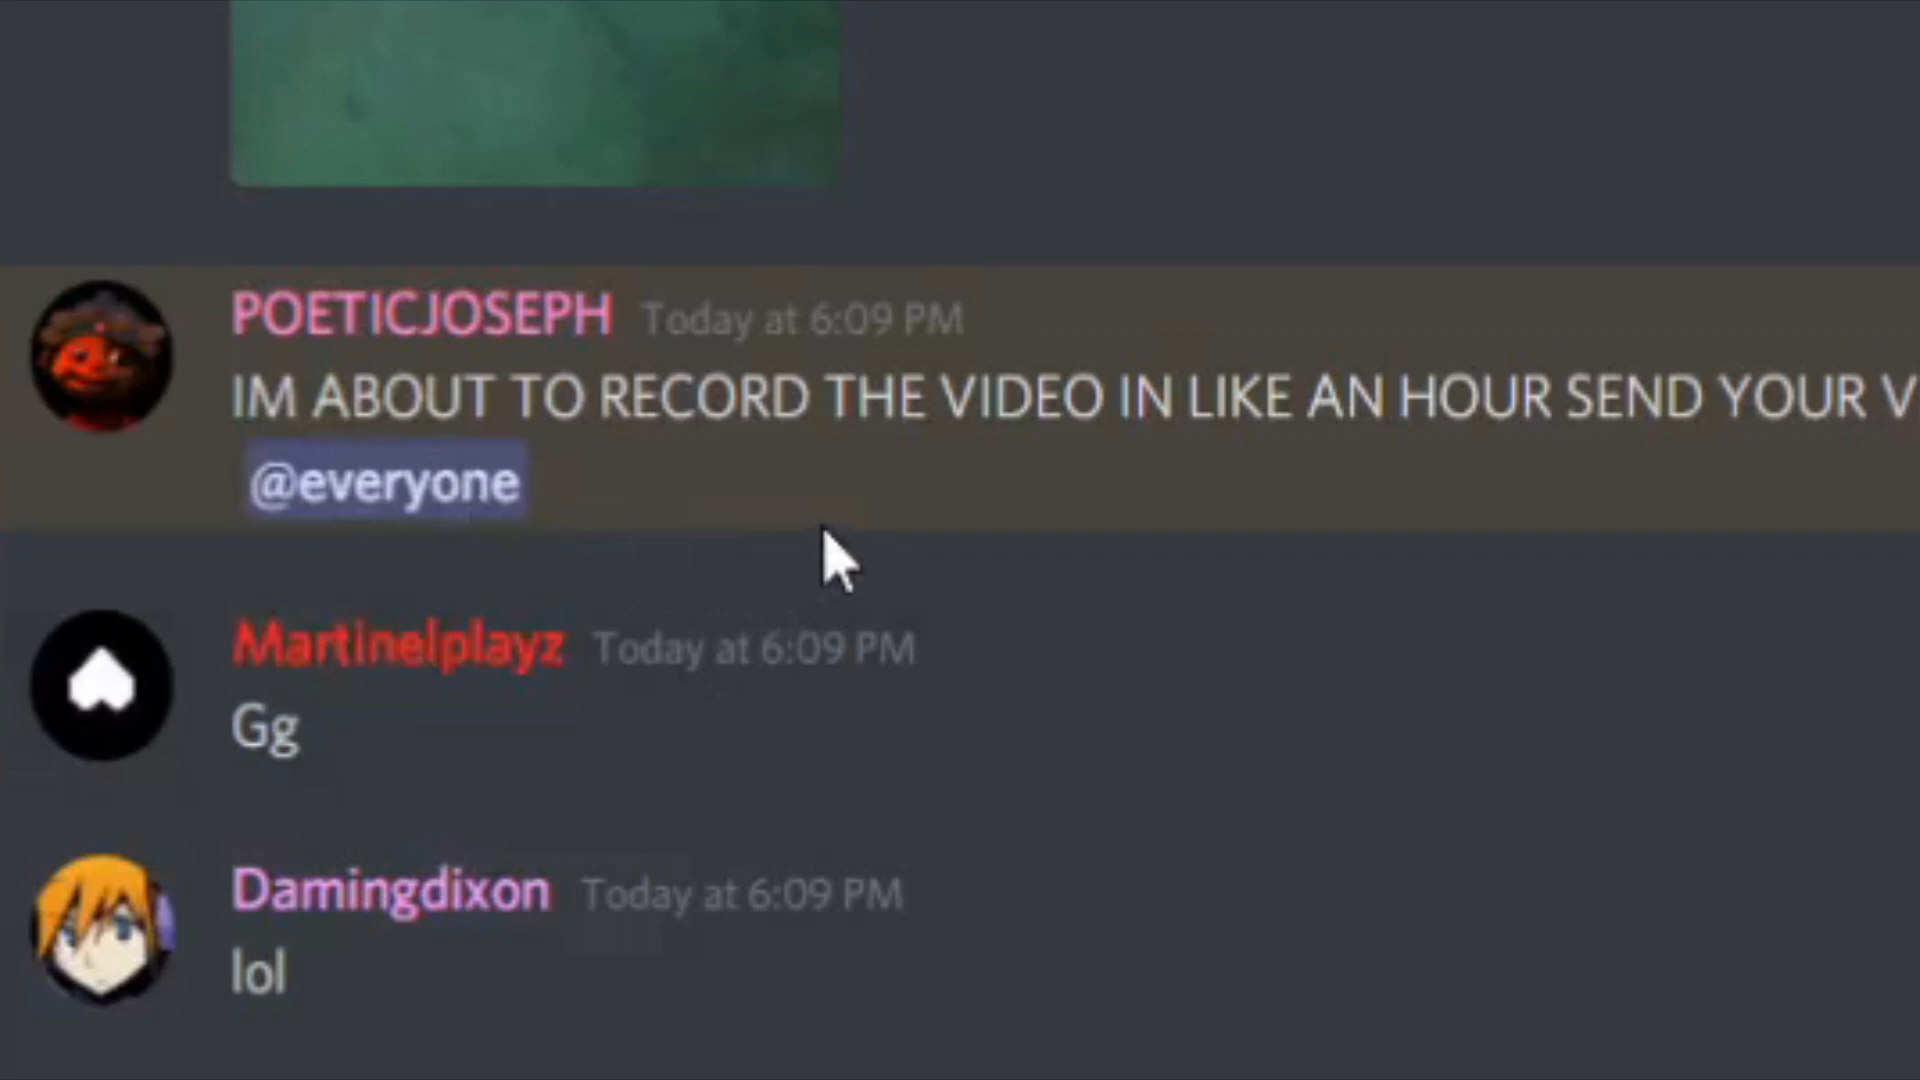 POETICJOSEPH Today at 6:09 PM
IM ABOUT TO RECORD THE VIDEO IN LIKE AN HOUR SEND YOUR V
@everyone
Martinelplayz Today at 6:09 PM
Gg
Damingdixon Today at 6:09 PM
lol